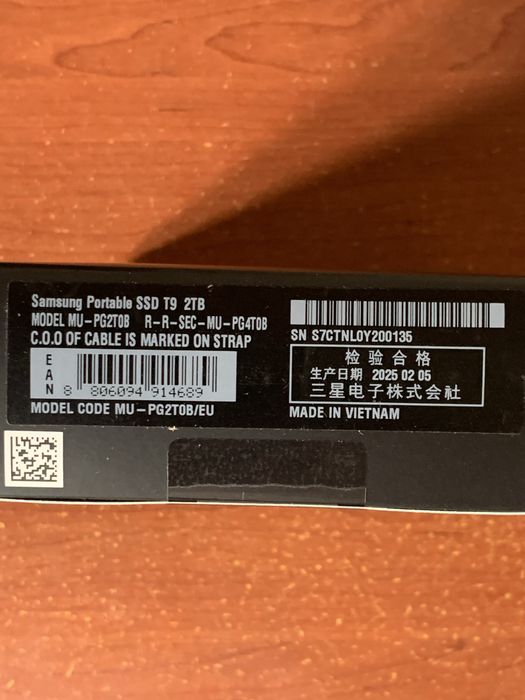 Samsung Portable SSD T9 2TB
MODEL MU-PG2T0B R-R-SEC-MU-PG4T0B
C.O.O OF CABLE IS MARKED ON STRAP
EAN
8 806094 914689
MODEL CODE MU-PG2T0B/EU
SN S7CTNL0Y200135
检验合格
生产日期 2025 02 05
三星电子株式会社
MADE IN VIETNAM